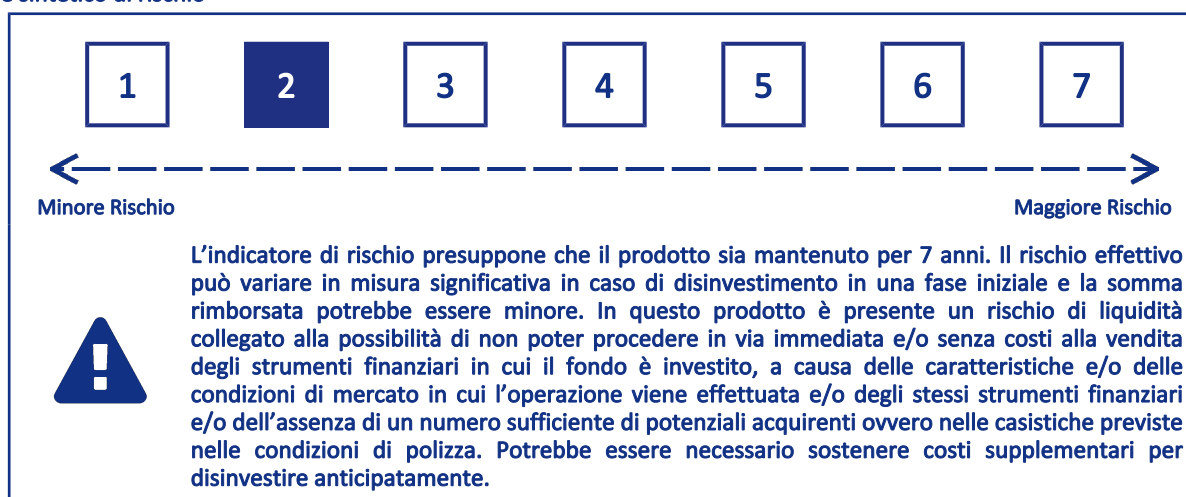 sintetico di rischio
1 2 3 4 5 6 7
Minore Rischio Maggiore Rischio
L'indicatore di rischio presuppone che il prodotto sia mantenuto per 7 anni. Il rischio effettivo
può variare in misura significativa in caso di disinvestimento in una fase iniziale e la somma
rimborsata potrebbe essere minore. In questo prodotto è presente un rischio di liquidità
collegato alla possibilità di non poter procedere in via immediata e/o senza costi alla vendita
degli strumenti finanziari in cui il fondo è investito, a causa delle caratteristiche e/o delle
condizioni di mercato in cui l'operazione viene effettuata e/o degli stessi strumenti finanziari
e/o dell'assenza di un numero sufficiente di potenziali acquirenti ovvero nelle casistiche previste
nelle condizioni di polizza. Potrebbe essere necessario sostenere costi supplementari per
disinvestire anticipatamente.